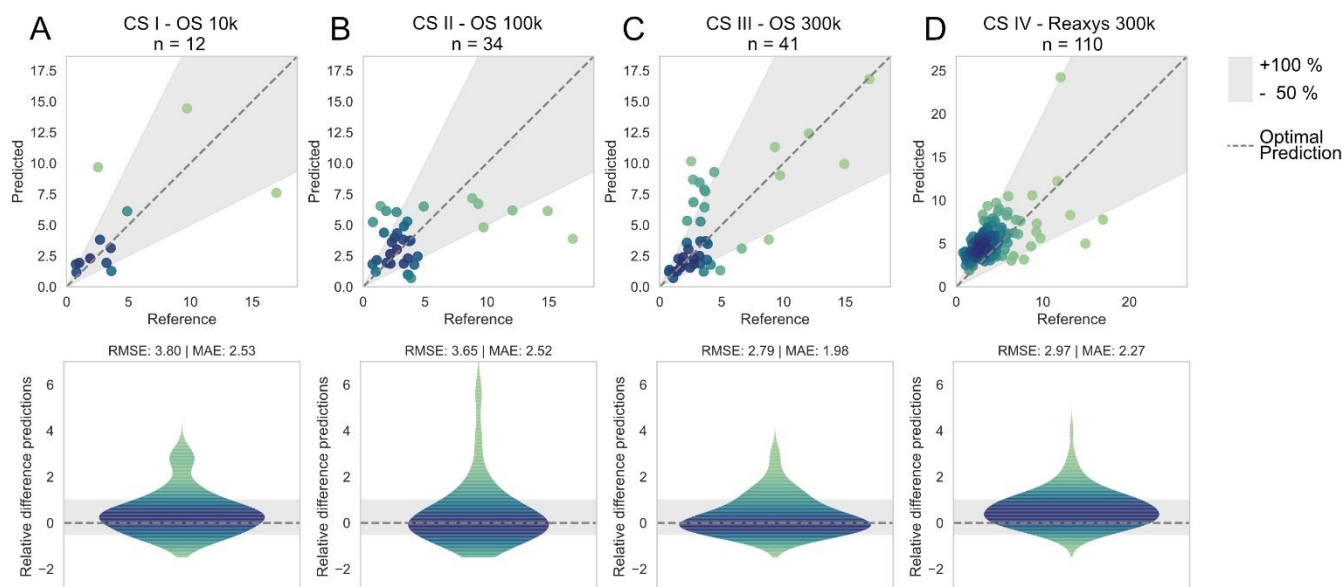 A
CS I - OS 10k
n = 12
17.5
15.0
12.5
10.0
7.5
5.0
2.5
0.0
Predicted
0
5
10
15
Reference
B
CS II - OS 100k
n = 34
17.5
15.0
12.5
10.0
7.5
5.0
2.5
0.0
Predicted
0
5
10
15
Reference
C
CS III - OS 300k
n = 41
17.5
15.0
12.5
10.0
7.5
5.0
2.5
0.0
Predicted
0
5
10
15
Reference
D
CS IV - Reaxys 300k
n = 110
25
20
15
10
5
0
Predicted
0
10
20
Reference
+100 %
- 50 %
Optimal
Prediction
RMSE: 3.80 | MAE: 2.53
Relative difference predictions
6
4
2
0
−2
RMSE: 3.65 | MAE: 2.52
Relative difference predictions
6
4
2
0
−2
RMSE: 2.79 | MAE: 1.98
Relative difference predictions
6
4
2
0
−2
RMSE: 2.97 | MAE: 2.27
Relative difference predictions
6
4
2
0
−2